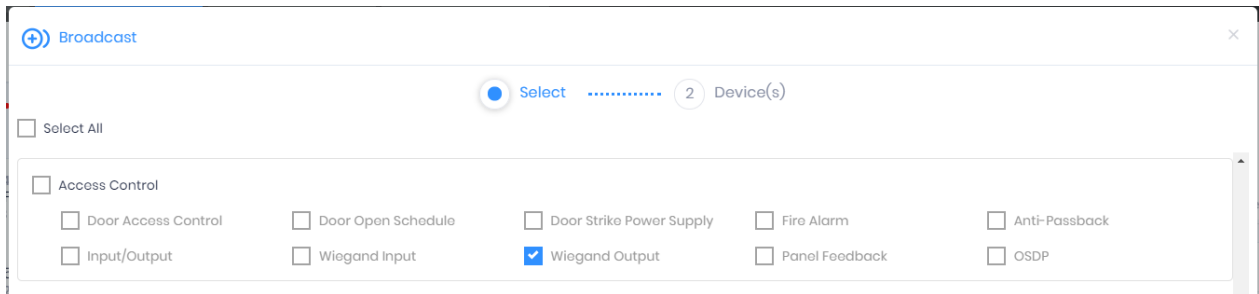 Broadcast
Select 2 Device(s)
Select All
Access Control
Door Access Control Door Open Schedule Door Strike Power Supply Fire Alarm Anti-Passback
Input/Output Wiegand Input Wiegand Output Panel Feedback OSDP